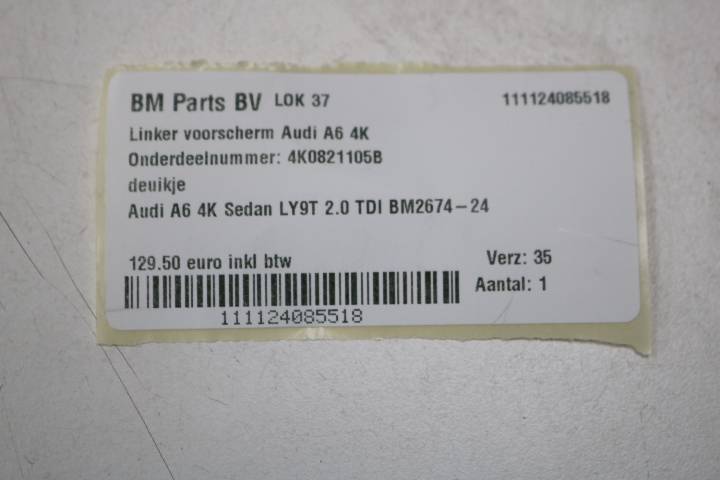 BM Parts BV LOK 37 111124085518
Linker voorscherm Audi A6 4K
Onderdeelnummer: 4K0821105B
deuikje
Audi A6 4K Sedan LY9T 2.0 TDI BM2674-24
129.50 euro inkl btw Verz: 35
Aantal: 1
111124085518